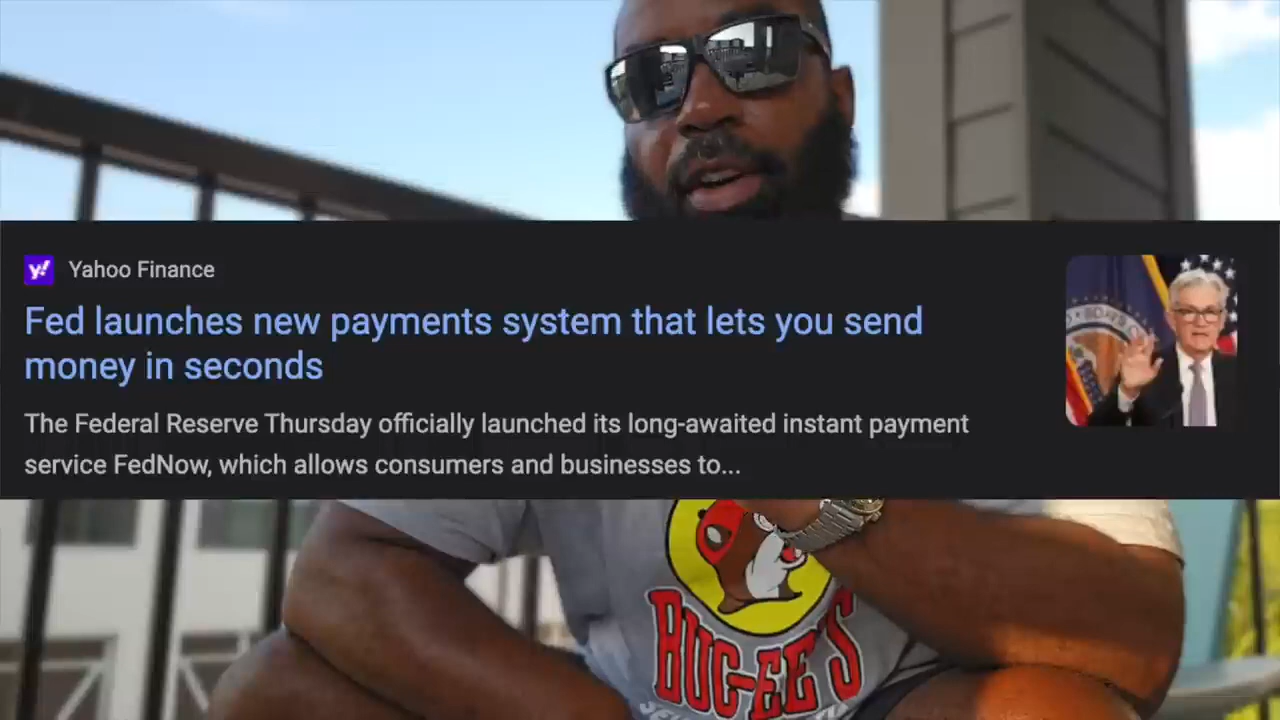 y!
Yahoo Finance
Fed launches new payments system that lets you send
money in seconds
The Federal Reserve Thursday officially launched its long-awaited instant payment
service FedNow, which allows consumers and businesses to...
BUC-EE'S